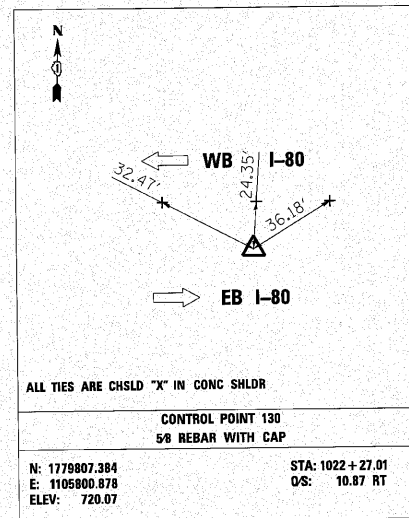 N
WB I-80
32.47'
24.35'
36.18'
EB I-80
ALL TIES ARE CHSLD "X" IN CONC SHLDR
CONTROL POINT 130
5/8 REBAR WITH CAP
N: 1779807.384
E: 1105800.878
ELEV: 720.07
STA: 1022+27.01
O/S: 10.87 RT